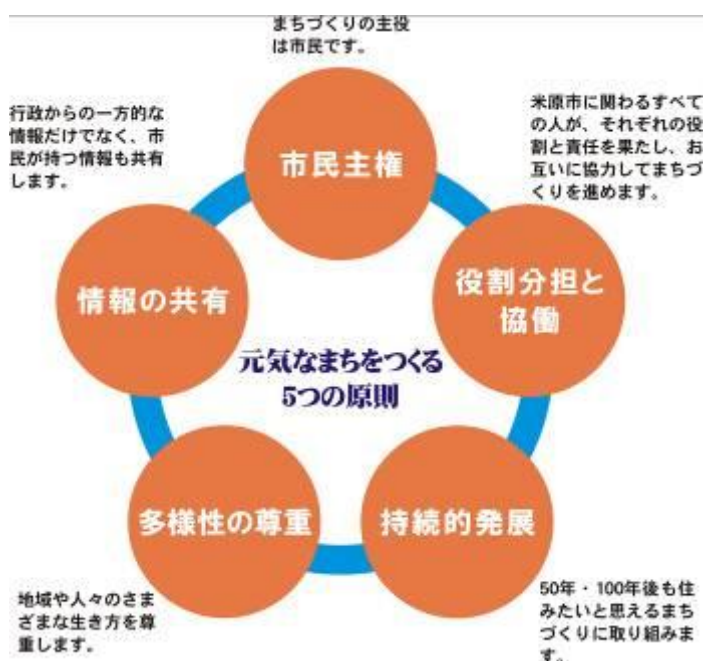 まちづくりの主役
は市民です。
市民主権
米原市に関わるすべて
の人が、それぞれの役
割と責任を果たし、お
互いに協力してまちづ
くりを進めます。
役割分担と
協働
50年・100年後も住
みたいと思えるまち
づくりに取り組みま
す。
持続的発展
地域や人々のさま
ざまな生き方を尊
重します。
多様性の尊重
行政からの一方的な
情報だけでなく、市
民が持つ情報も共有
します。
情報の共有
元気なまちをつくる
5つの原則